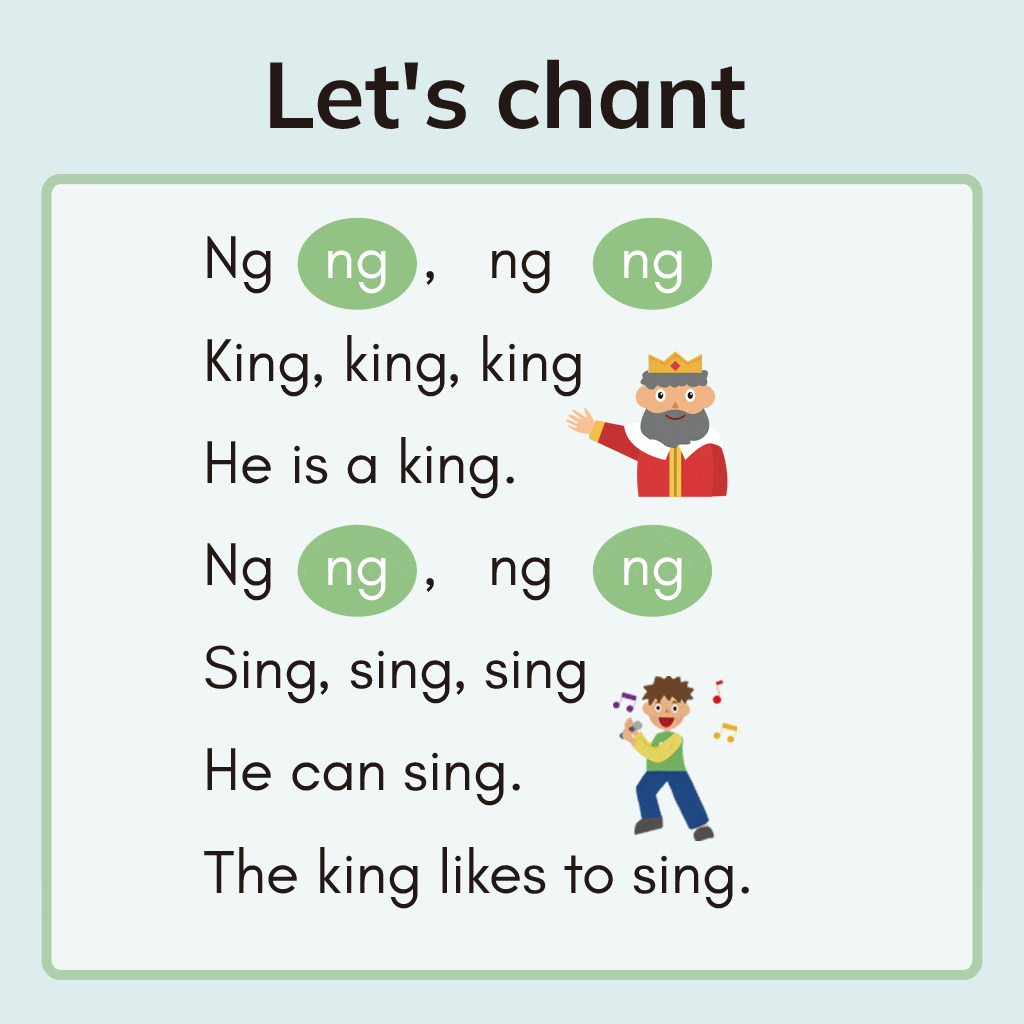 Let's chant
Ng ng, ng ng
King, king, king
He is a king.
Ng ng, ng ng
Sing, sing, sing
He can sing.
The king likes to sing.